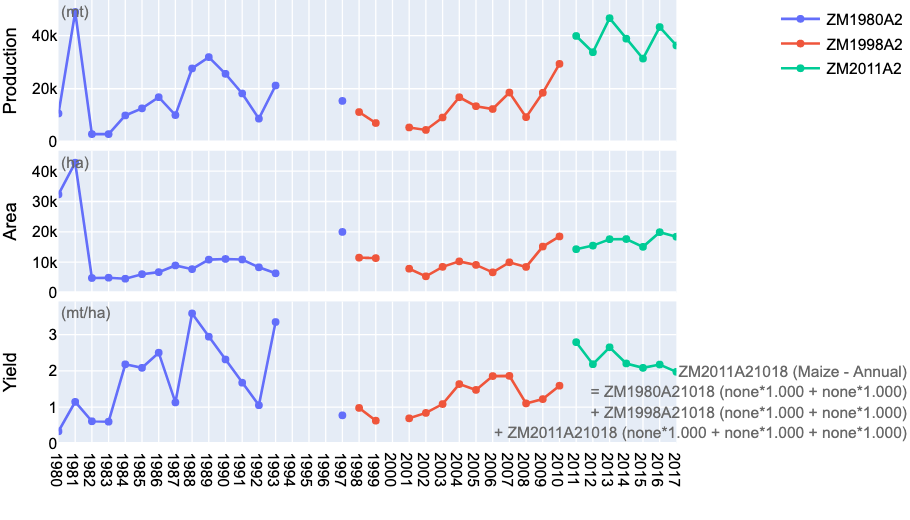 Production
(mt)
40k
20k
0
ZM1980A2
ZM1998A2
ZM2011A2
Area
(ha)
40k
30k
20k
10k
0
Yield
(mt/ha)
3
2
1
0
ZM2011A21018 (Maize - Annual)
= ZM1980A21018 (none*1.000 + none*1.000)
+ ZM1998A21018 (none*1.000 + none*1.000)
+ ZM2011A21018 (none*1.000 + none*1.000 + none*1.000)
1980
1981
1982
1983
1984
1985
1986
1987
1988
1989
1990
1991
1992
1993
1994
1995
1996
1997
1998
1999
2000
2001
2002
2003
2004
2005
2006
2007
2008
2009
2010
2011
2012
2013
2014
2015
2016
2017